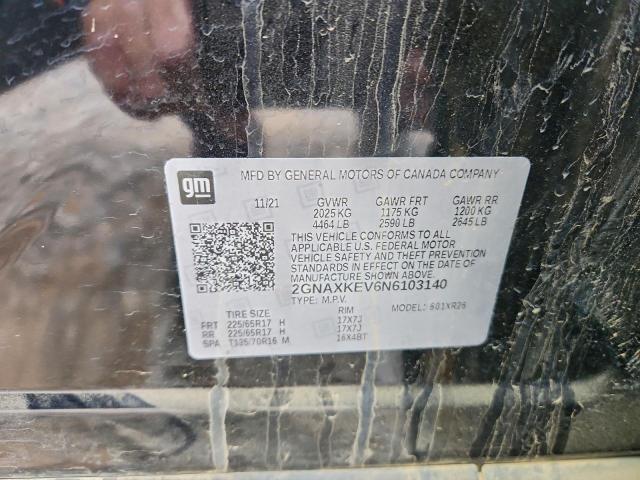 gm
MFD BY GENERAL MOTORS OF CANADA COMPANY
11/21 GVWR GAWR FRT GAWR RR
2025 KG 1175 KG 1200 KG
4464 LB 2590 LB 2645 LB
THIS VEHICLE CONFORMS TO ALL
APPLICABLE U.S. FEDERAL MOTOR
VEHICLE SAFETY AND THEFT PREVENTION
STANDARDS IN EFFECT ON THE DATE OF
MANUFACTURE SHOWN ABOVE.
2GNAXKEV6N6103140
TYPE: M.P.V. MODEL: 601XR26
TIRE SIZE RIM
FRT 225/65R17 H 17X7J
RR 225/65R17 H 17X7J
SPA T135/70R16 M 16X4BT